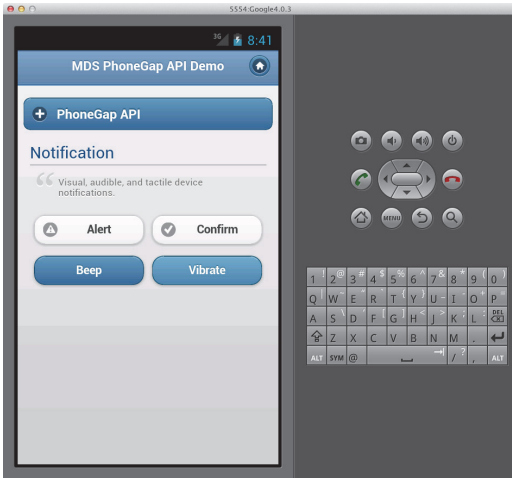 5554:Google4.0.3
3G 8:41
MDS PhoneGap API Demo
PhoneGap API
Notification
Visual, audible, and tactile device
notifications.
Alert Confirm
Beep Vibrate
MENU
1 ! 2 @ 3 # 4 $ 5 % 6 ^ 7 & 8 * 9 ( 0 )
Q | W ~ E " R ` T { Y } U - I _ O + P =
A S \ D ' F [ G ] H < J > K ; L : DEL
Z X C V B N M .
ALT SYM @ / ? , ALT